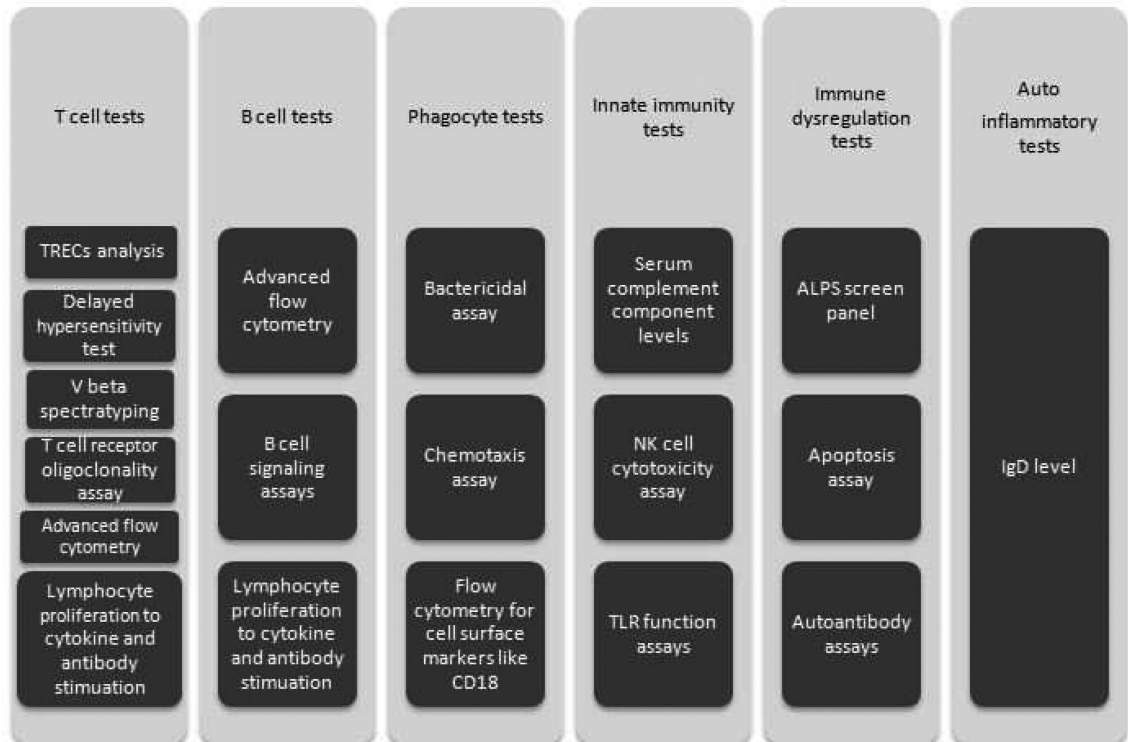 T cell tests
TRECs analysis
Delayed
hypersensitivity
test
V beta
spectratyping
T cell receptor
oligoclonality
assay
Advanced flow
cytometry
Lymphocyte
proliferation to
cytokine and
antibody
stimuation
B cell tests
Advanced
flow
cytometry
B cell
signaling
assays
Lymphocyte
proliferation
to cytokine
and antibody
stimuation
Phagocyte tests
Bactericidal
assay
Chemotaxis
assay
Flow
cytometry for
cell surface
markers like
CD18
Innate immunity
tests
Serum
complement
component
levels
NK cell
cytotoxicity
assay
TLR function
assays
Immune
dysregulation
tests
ALPS screen
panel
Apoptosis
assay
Autoantibody
assays
Auto
inflammatory
tests
IgD level